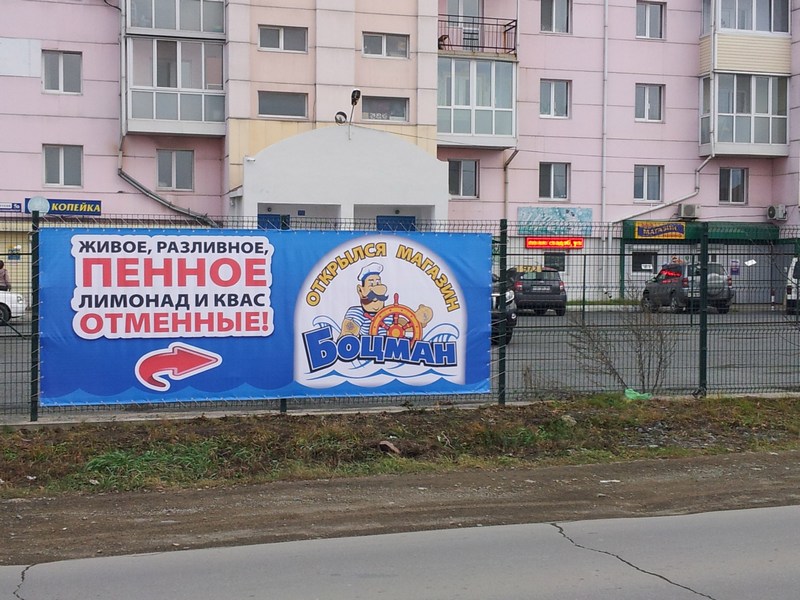 КОПЕЙКА
ЖИВОЕ, РАЗЛИВНОЕ,
ПЕННОЕ
ЛИМОНАД И КВАС
ОТМЕННЫЕ!
ОТКРЫЛСЯ МАГАЗИН
БОЦМАН
МАГАЗИН